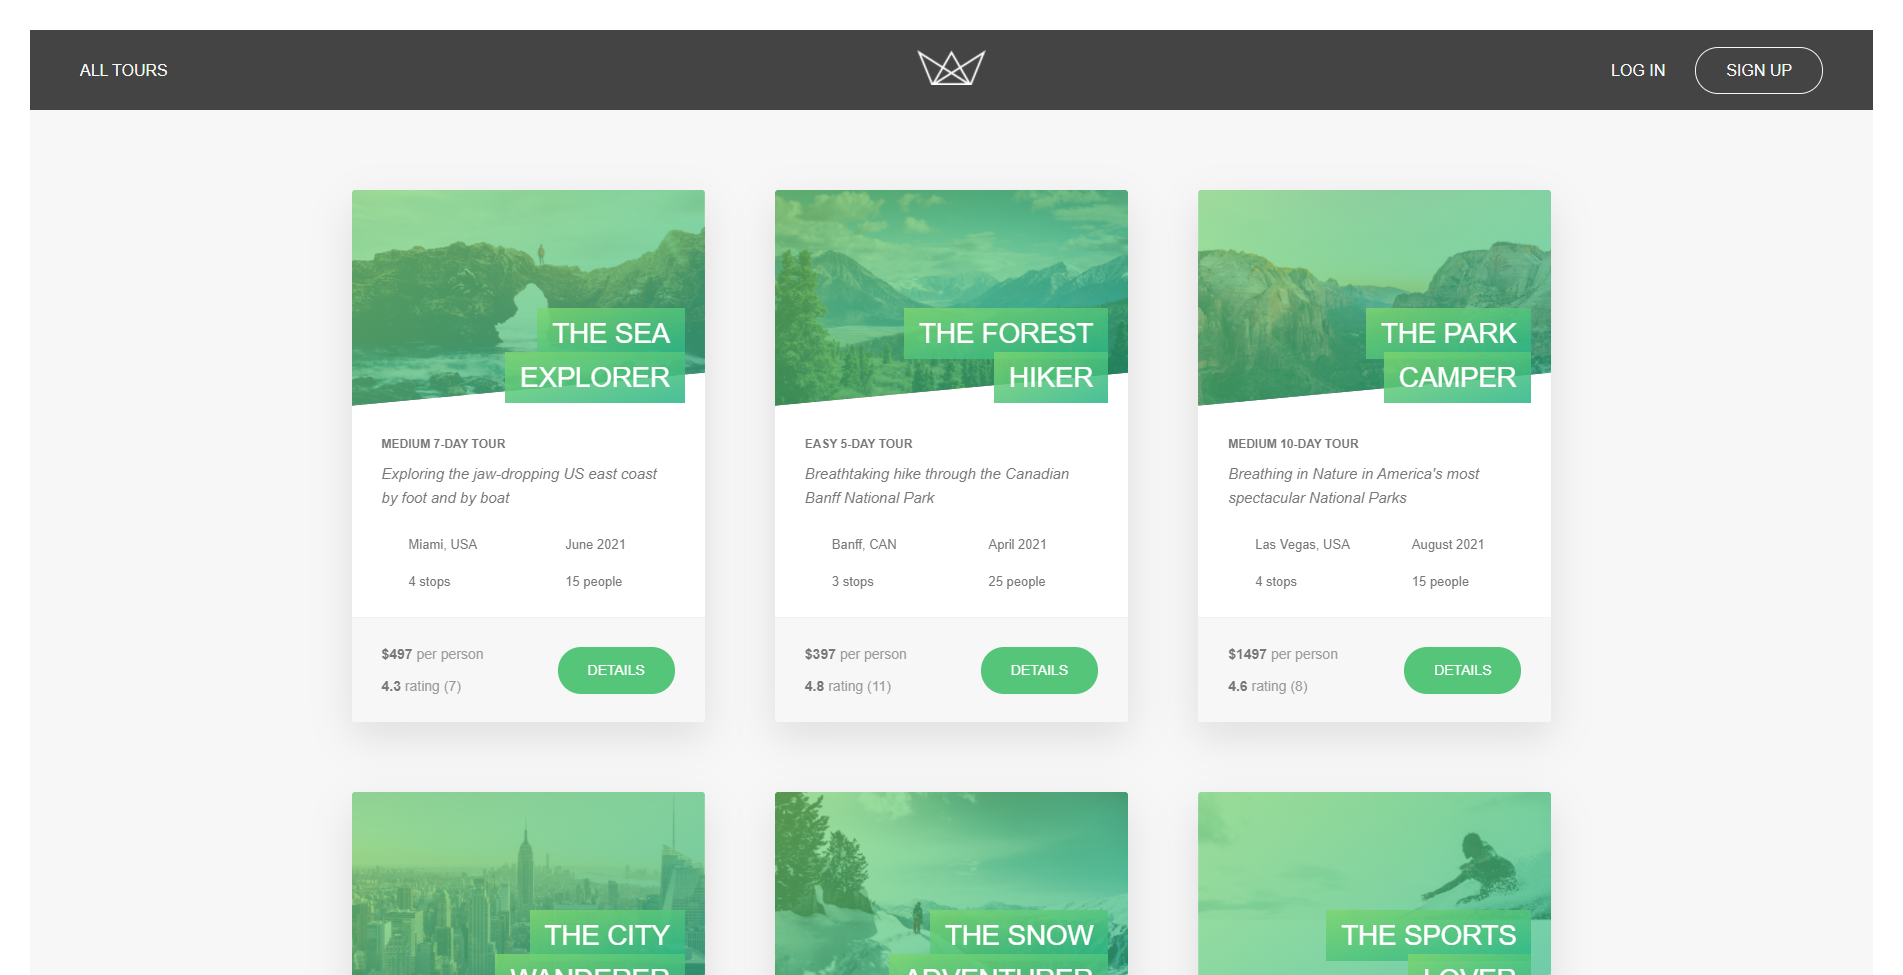 ALL TOURS
LOG IN
SIGN UP
THE SEA
EXPLORER
MEDIUM 7-DAY TOUR
Exploring the jaw-dropping US east coast
by foot and by boat
Miami, USA
June 2021
4 stops
15 people
$497 per person
4.3 rating (7)
DETAILS
THE FOREST
HIKER
EASY 5-DAY TOUR
Breathtaking hike through the Canadian
Banff National Park
Banff, CAN
April 2021
3 stops
25 people
$397 per person
4.8 rating (11)
DETAILS
THE PARK
CAMPER
MEDIUM 10-DAY TOUR
Breathing in Nature in America's most
spectacular National Parks
Las Vegas, USA
August 2021
4 stops
15 people
$1497 per person
4.6 rating (8)
DETAILS
THE CITY
WANDERER
THE SNOW
ADVENTURER
THE SPORTS
LOVER